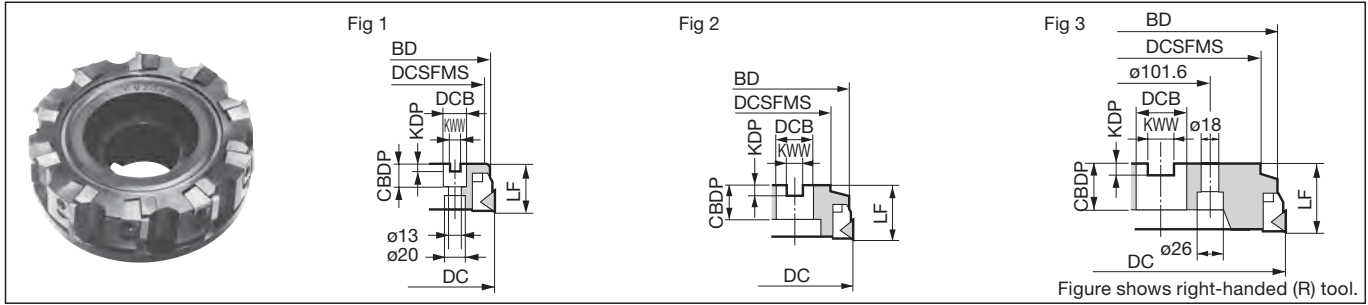 Fig 1
BD
DCSFMS
DCB
KWW
KDP
CBDP
LF
ø13
ø20
DC
Fig 2
BD
DCSFMS
DCB
KWW
KDP
CBDP
LF
DC
Fig 3
BD
DCSFMS
ø101.6
DCB
KWW
ø18
KDP
CBDP
LF
ø26
DC
Figure shows right-handed (R) tool.